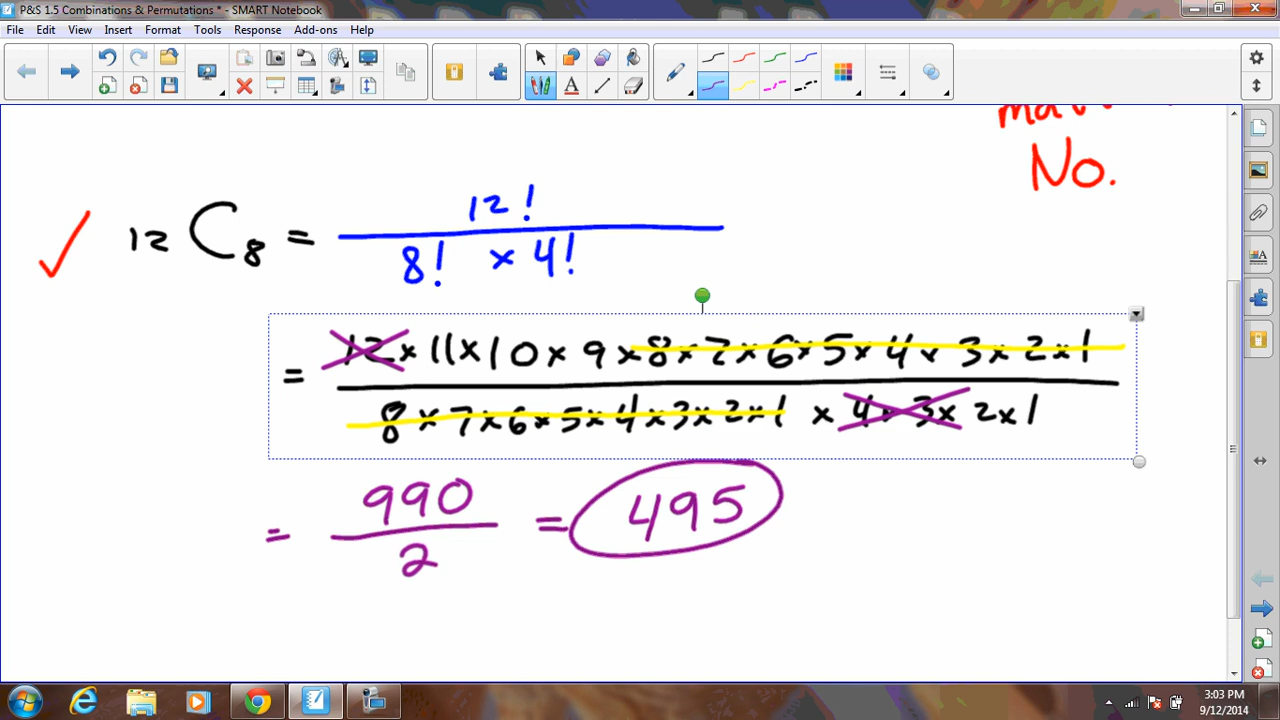 P&S 1.5 Combinations & Permutations * - SMART Notebook
File Edit View Insert Format Tools Response Add-ons Help
No.
12 C 8 = 12! / 8! × 4!
= 12 × 11 × 10 × 9 × 8 × 7 × 6 × 5 × 4 × 3 × 2 × 1
8 × 7 × 6 × 5 × 4 × 3 × 2 × 1 × 4 × 3 × 2 × 1
= 990 / 2 = 495
3:03 PM
9/12/2014